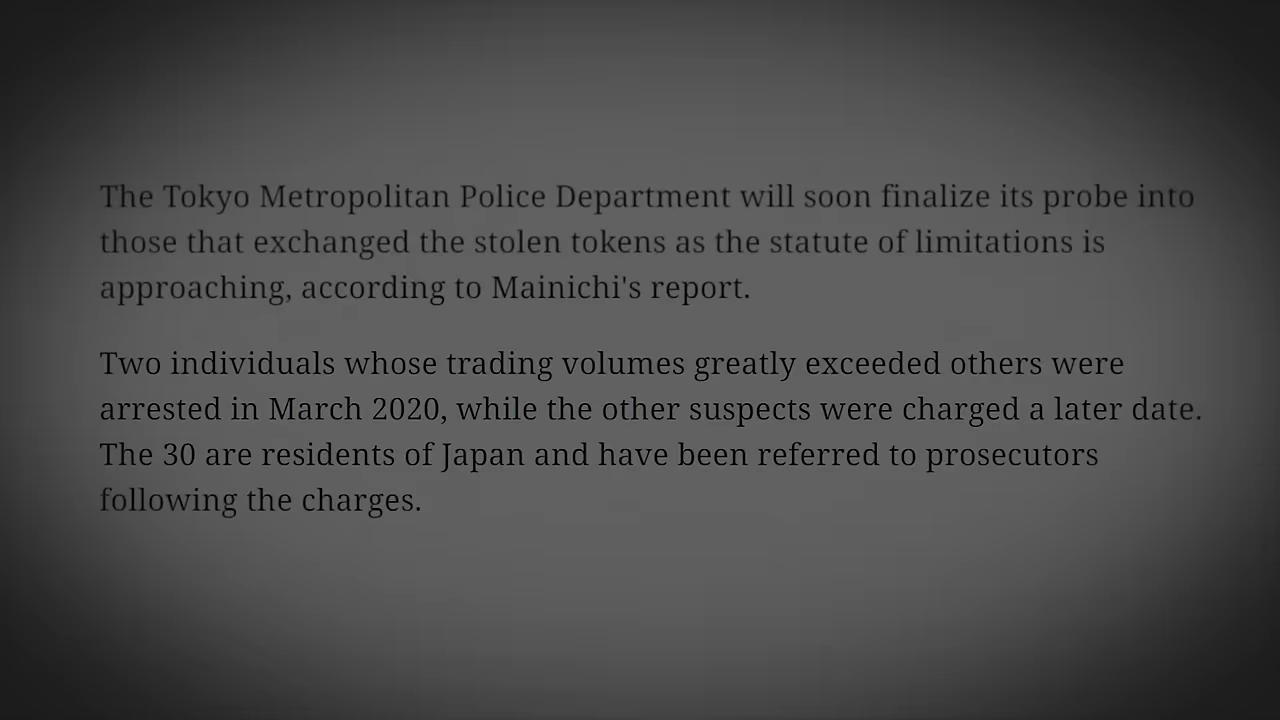 The Tokyo Metropolitan Police Department will soon finalize its probe into
those that exchanged the stolen tokens as the statute of limitations is
approaching, according to Mainichi's report.
Two individuals whose trading volumes greatly exceeded others were
arrested in March 2020, while the other suspects were charged a later date.
The 30 are residents of Japan and have been referred to prosecutors
following the charges.